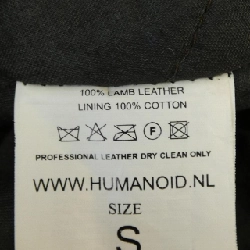 100% LAMB LEATHER
LINING 100% COTTON
F
PROFESSIONAL LEATHER DRY CLEAN ONLY
WWW.HUMANOID.NL
SIZE
S